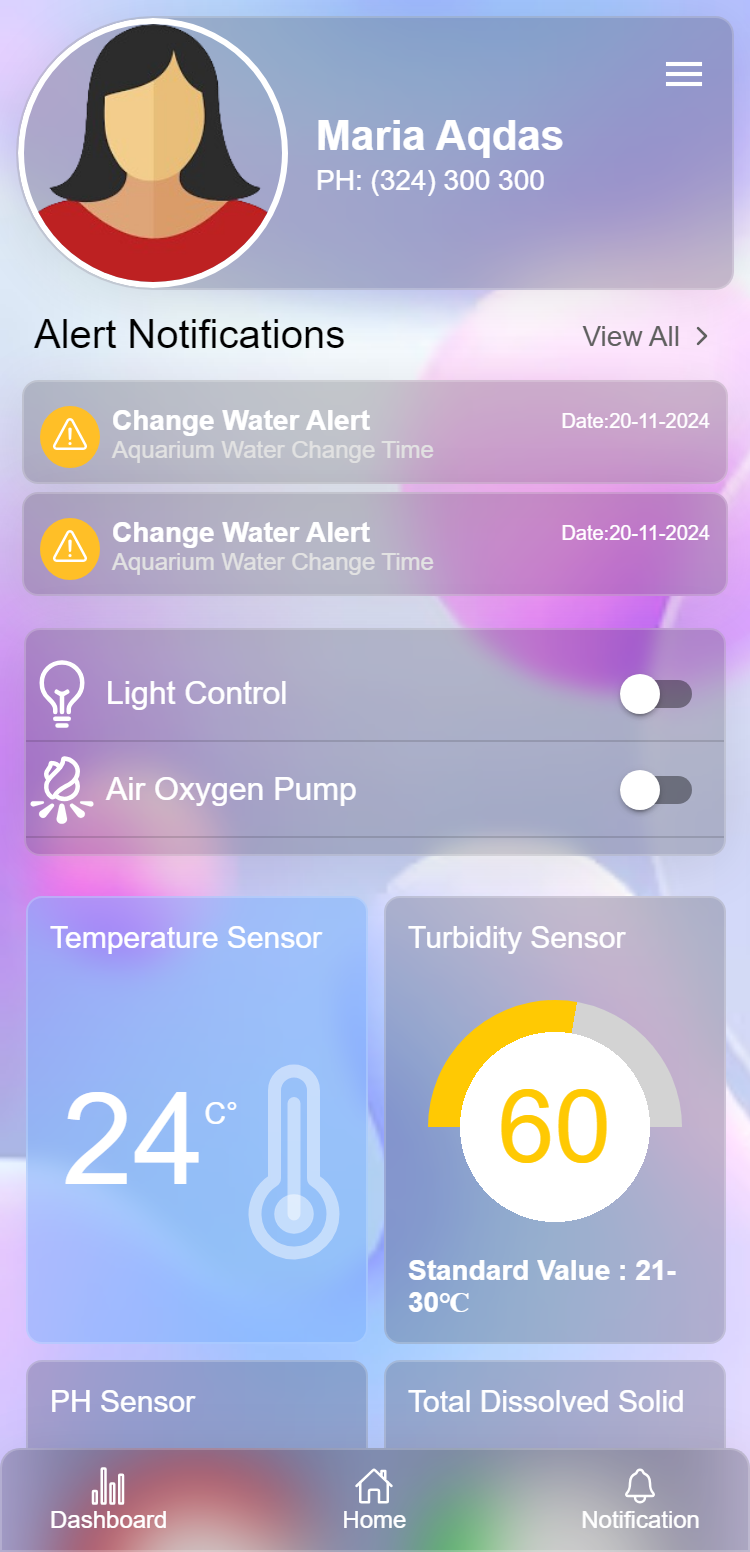 Maria Aqdas
PH: (324) 300 300
Alert Notifications
View All
Change Water Alert
Date:20-11-2024
Aquarium Water Change Time
Change Water Alert
Date:20-11-2024
Aquarium Water Change Time
Light Control
Air Oxygen Pump
Temperature Sensor
24 C°
Turbidity Sensor
60
Standard Value : 21-
30℃
PH Sensor
Total Dissolved Solid
Dashboard
Home
Notification